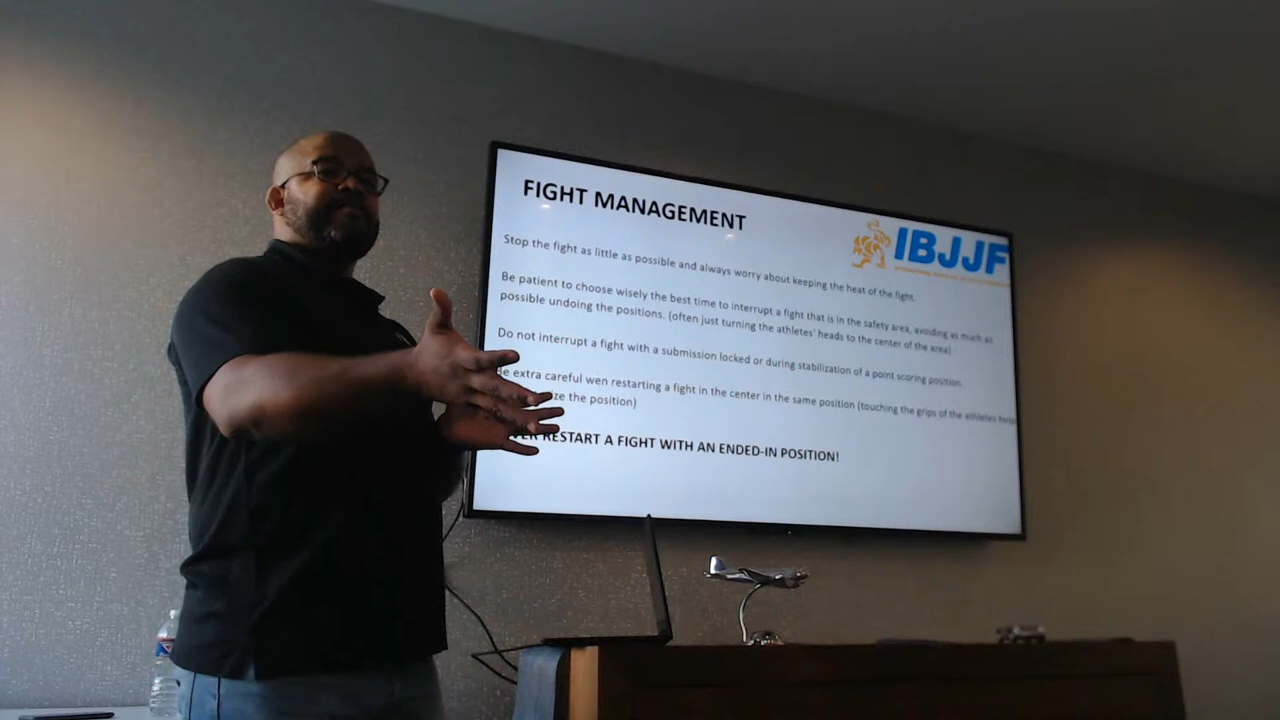 FIGHT MANAGEMENT
IBJJF
Stop the fight as little as possible and always worry about keeping the heat of the fight.
Be patient to choose wisely the best time to interrupt a fight that is in the safety area, avoiding as much as
possible undoing the positions. (often just turning the athletes' heads to the center of the area)
Do not interrupt a fight with a submission locked or during stabilization of a point scoring position.
Be extra careful wen restarting a fight in the center in the same position (touching the grips of the athletes help
the position)
RESTART A FIGHT WITH AN ENDED-IN POSITION!